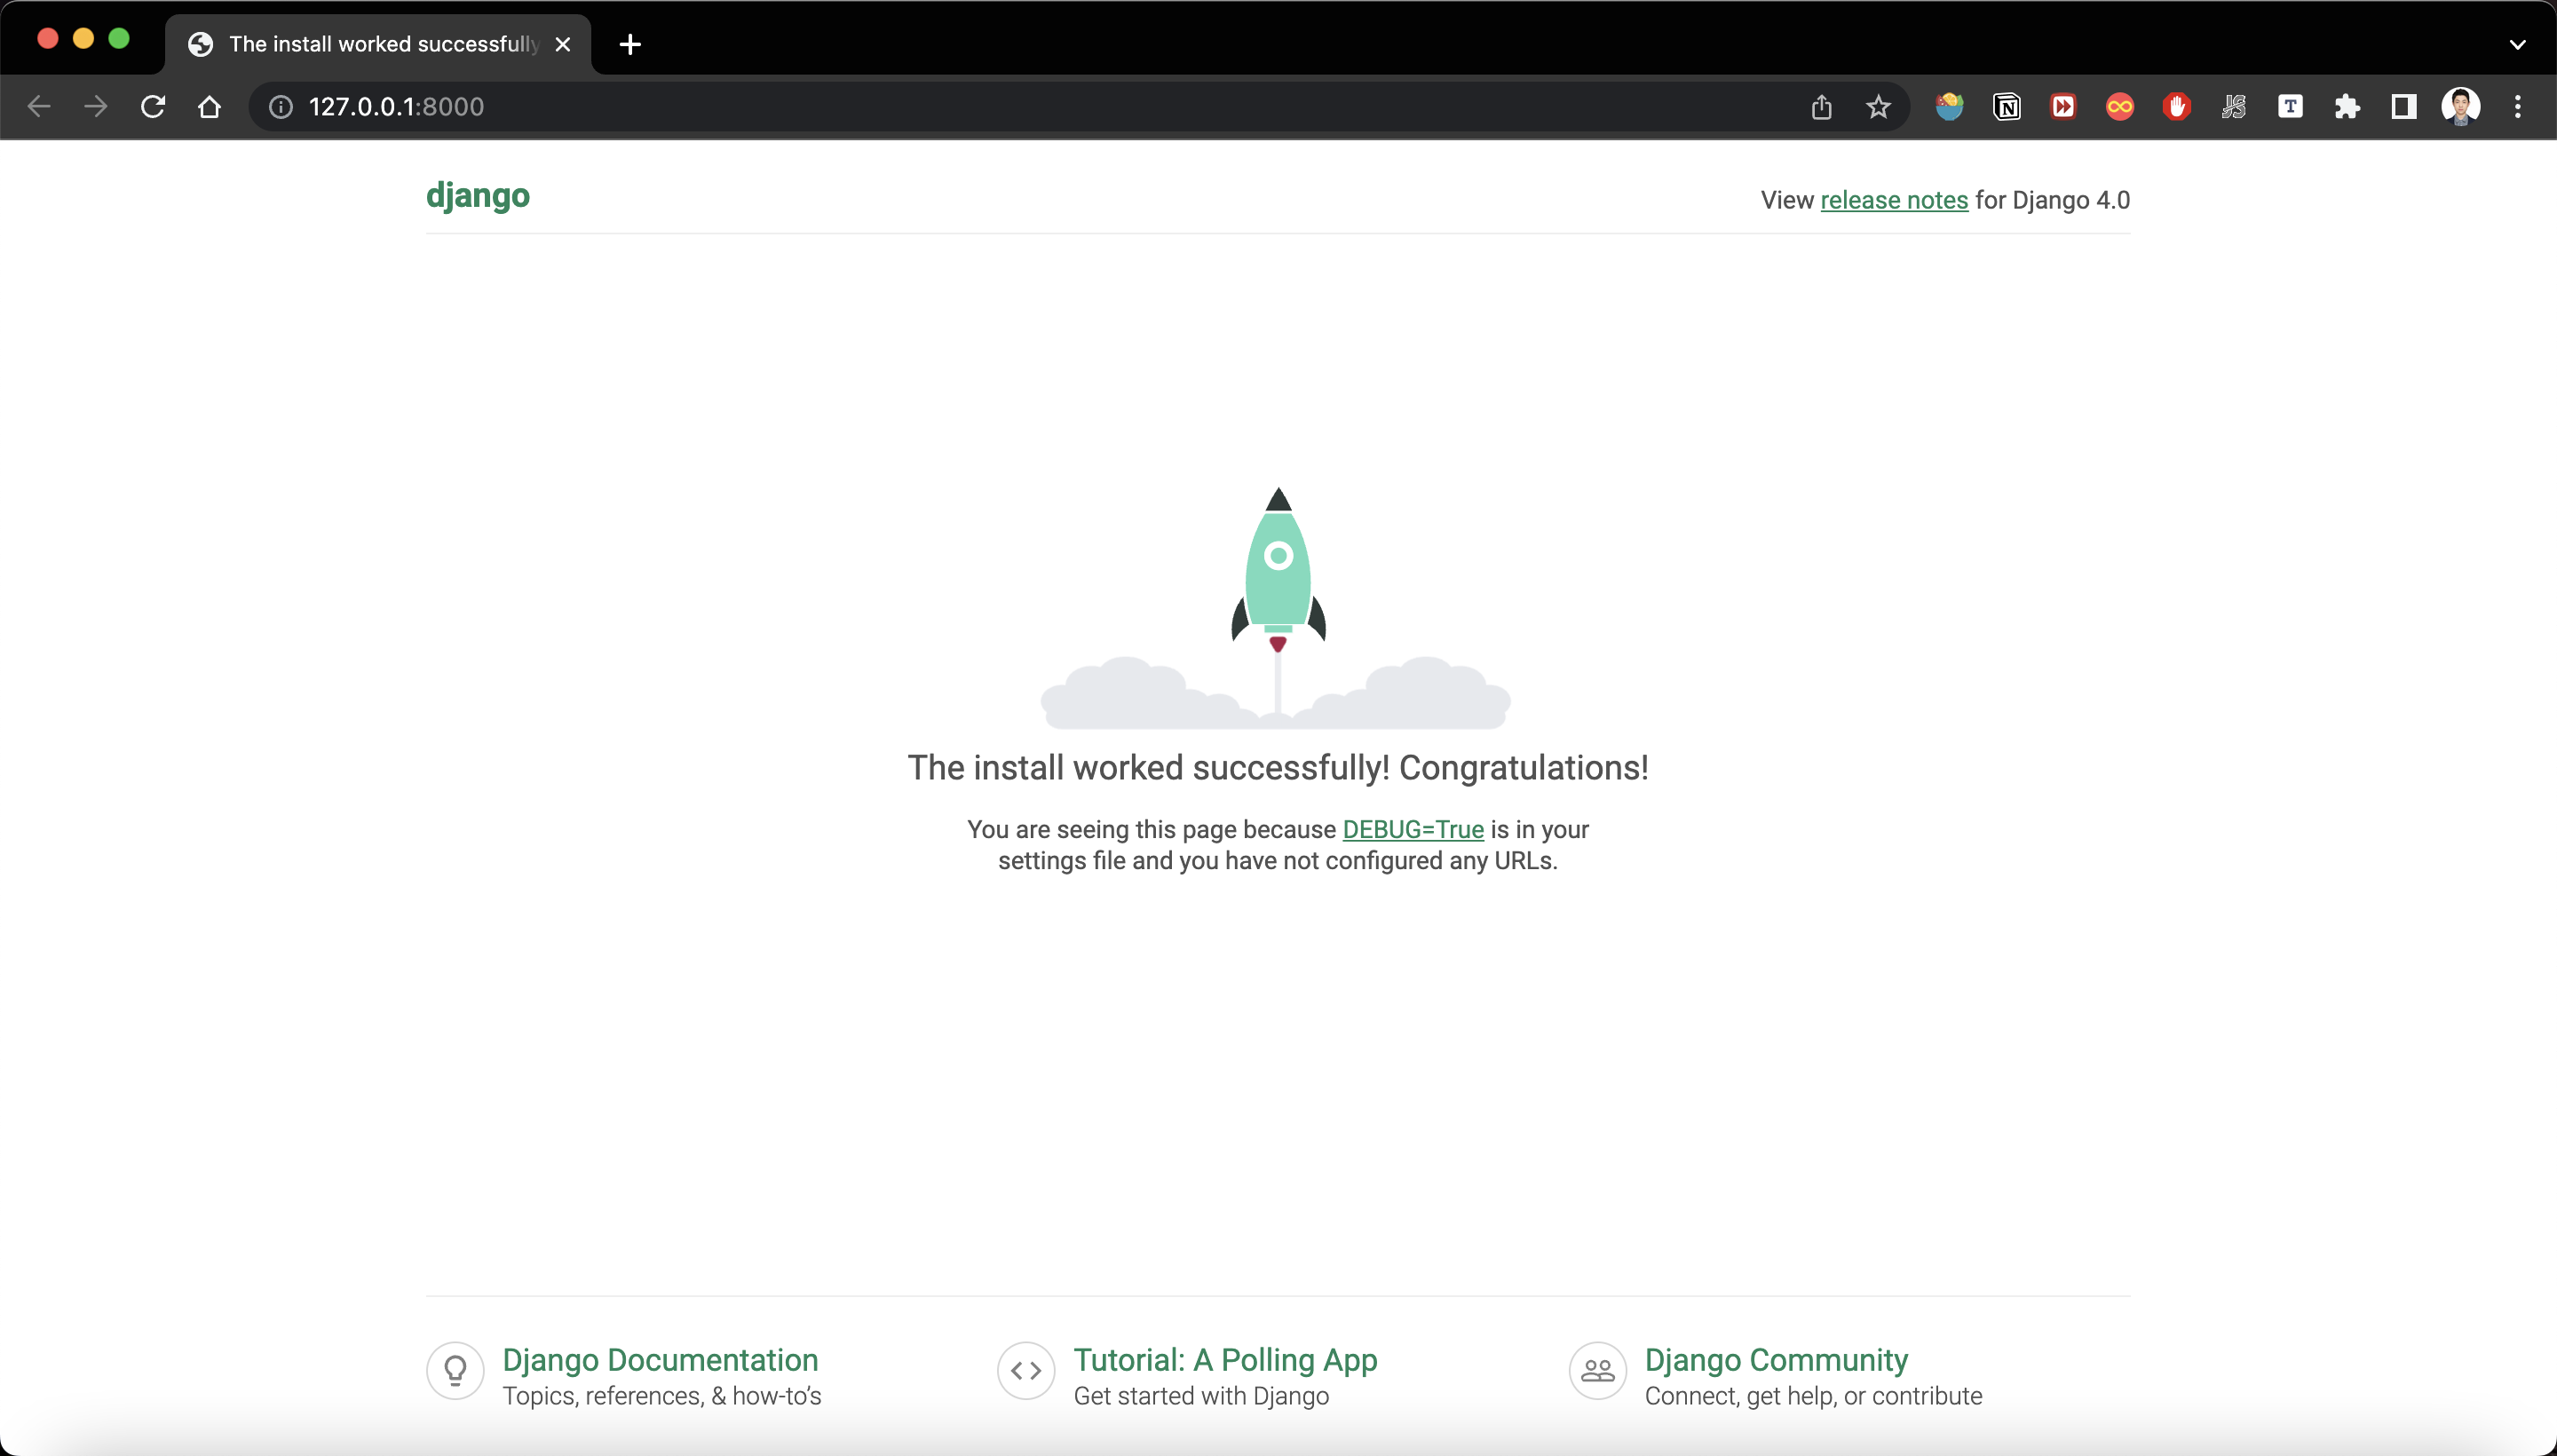 The install worked successfully
127.0.0.1:8000
django
View release notes for Django 4.0
The install worked successfully! Congratulations!
You are seeing this page because DEBUG=True is in your
settings file and you have not configured any URLs.
Django Documentation
Topics, references, & how-to’s
Tutorial: A Polling App
Get started with Django
Django Community
Connect, get help, or contribute